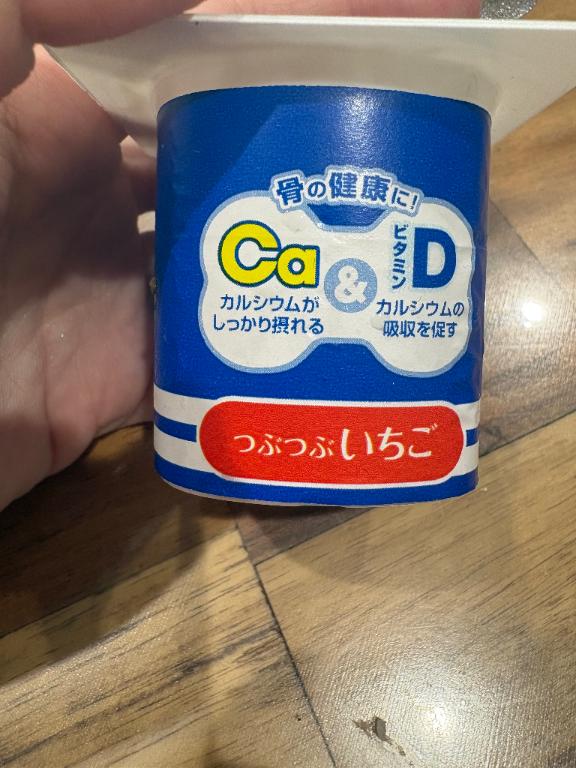 骨の健康に!
Ca
カルシウムが
しっかり摂れる
&
ビタミン
D
カルシウムの
吸収を促す
つぶつぶいちご